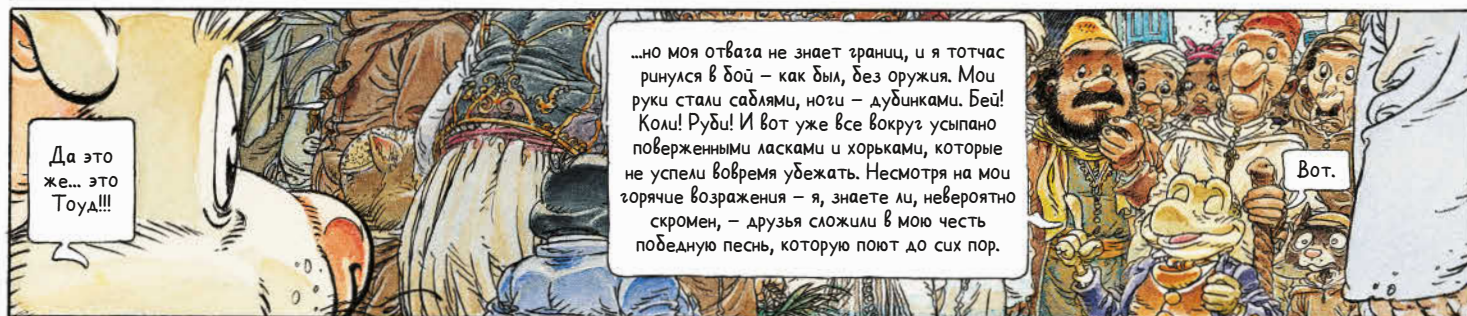 Да это
же... это
Тоуд!!!
...но моя отвага не знает границ, и я тотчас
ринулся в бой – как был, без оружия. Мои
руки стали саблями, ноги – дубинками. Бей!
Коли! Руби! И вот уже все вокруг усыпано
поверженными ласками и хорьками, которые
не успели вовремя убежать. Несмотря на мои
горячие возражения – я, знаете ли, невероятно
скромен, – друзья сложили в мою честь
победную песнь, которую поют до сих пор.
Вот.